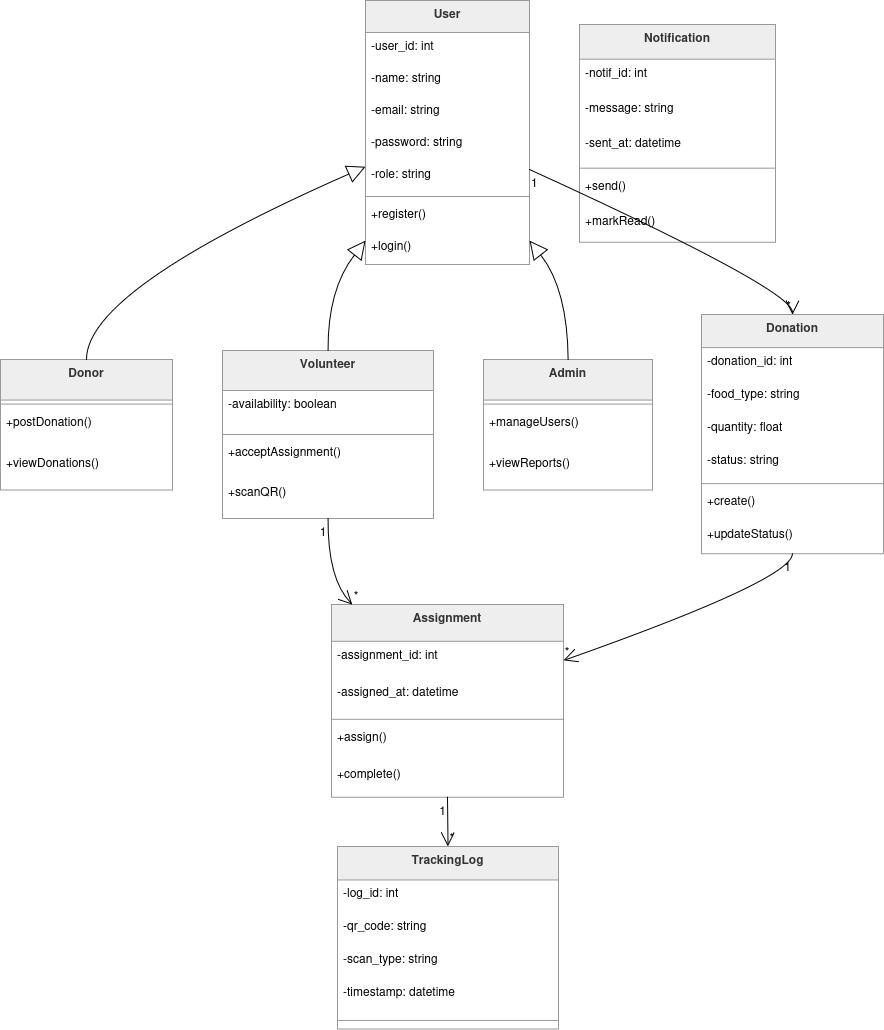 User
-user_id: int
-name: string
-email: string
-password: string
-role: string
+register()
+login()
Notification
-notif_id: int
-message: string
-sent_at: datetime
+send()
+markRead()
1
*
Donor
+postDonation()
+viewDonations()
Volunteer
-availability: boolean
+acceptAssignment()
+scanQR()
Admin
+manageUsers()
+viewReports()
Donation
-donation_id: int
-food_type: string
-quantity: float
-status: string
+create()
+updateStatus()
1
*
1
*
Assignment
-assignment_id: int
-assigned_at: datetime
+assign()
+complete()
1
*
TrackingLog
-log_id: int
-qr_code: string
-scan_type: string
-timestamp: datetime